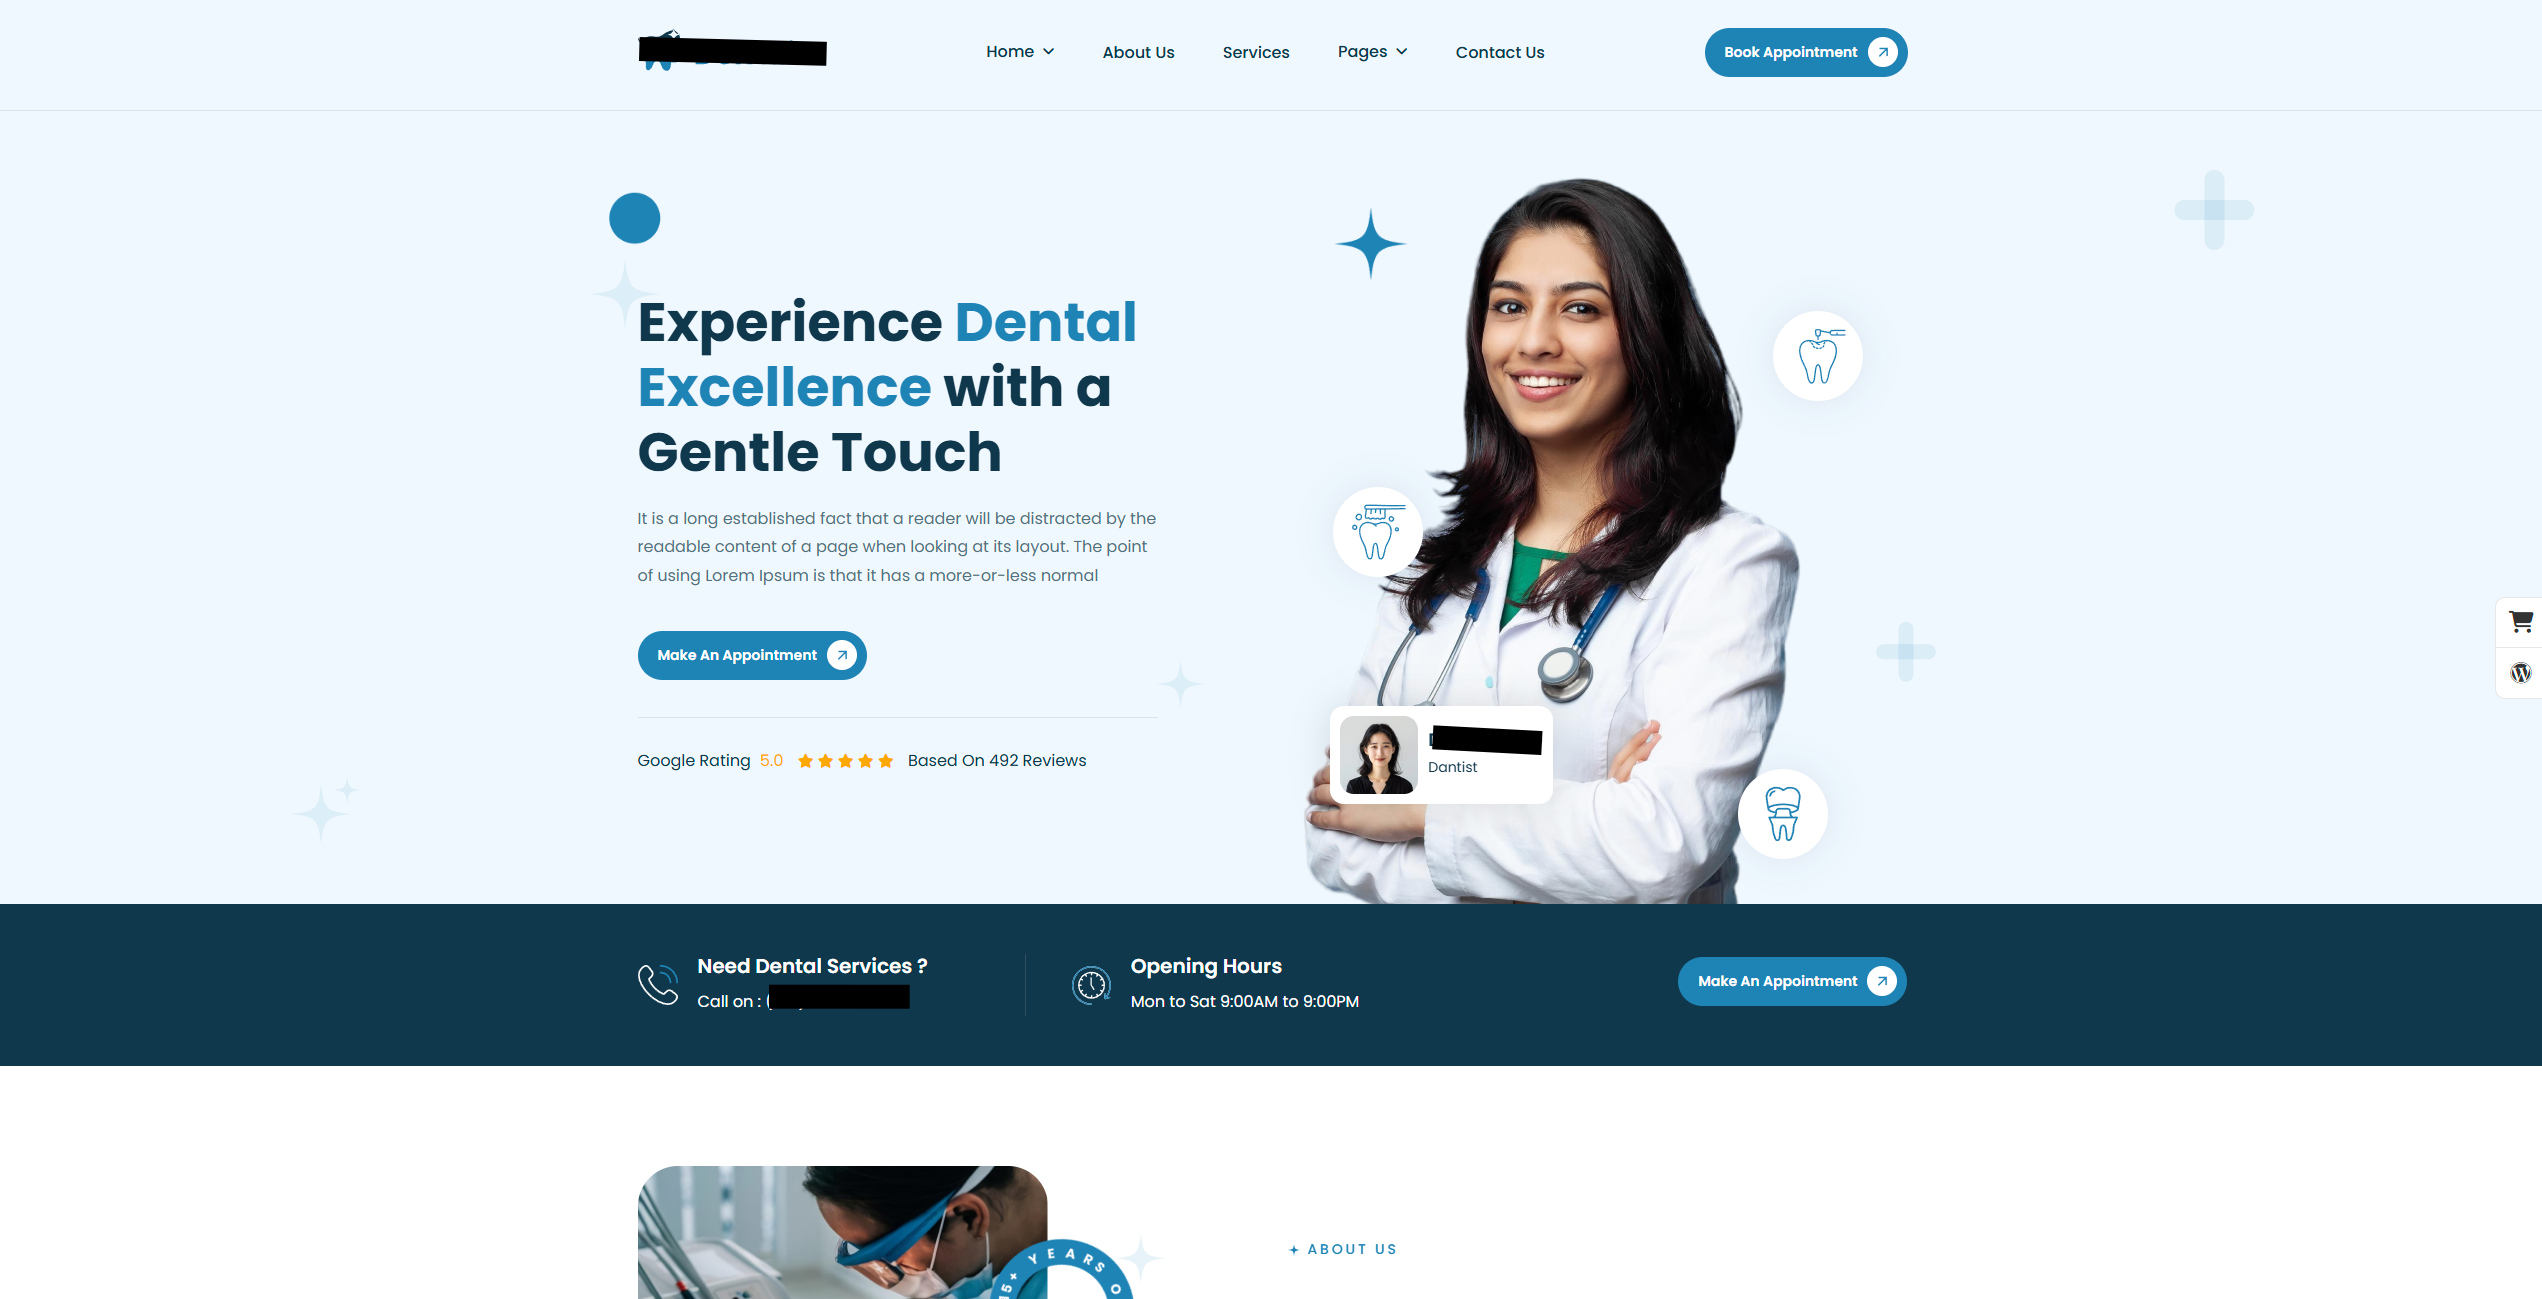 Home
About Us
Services
Pages
Contact Us
Book Appointment
Experience Dental
Excellence with a
Gentle Touch
It is a long established fact that a reader will be distracted by the
readable content of a page when looking at its layout. The point
of using Lorem Ipsum is that it has a more-or-less normal
Make An Appointment
Google Rating 5.0 Based On 492 Reviews
Dantist
Need Dental Services ?
Call on :
Opening Hours
Mon to Sat 9:00AM to 9:00PM
Make An Appointment
15+ YEARS O
ABOUT US